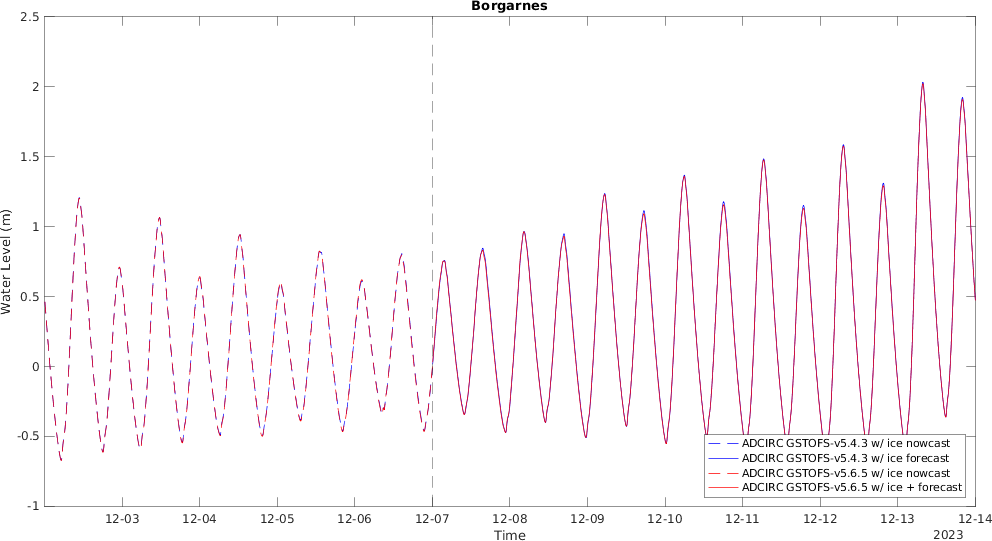 Borgarnes
2.5
2
1.5
1
0.5
0
-0.5
-1
Water Level (m)
ADCIRC GSTOFS-v5.4.3 w/ ice nowcast
ADCIRC GSTOFS-v5.4.3 w/ ice forecast
ADCIRC GSTOFS-v5.6.5 w/ ice nowcast
ADCIRC GSTOFS-v5.6.5 w/ ice + forecast
12-03 12-04 12-05 12-06 12-07 12-08 12-09 12-10 12-11 12-12 12-13 12-14
Time
2023